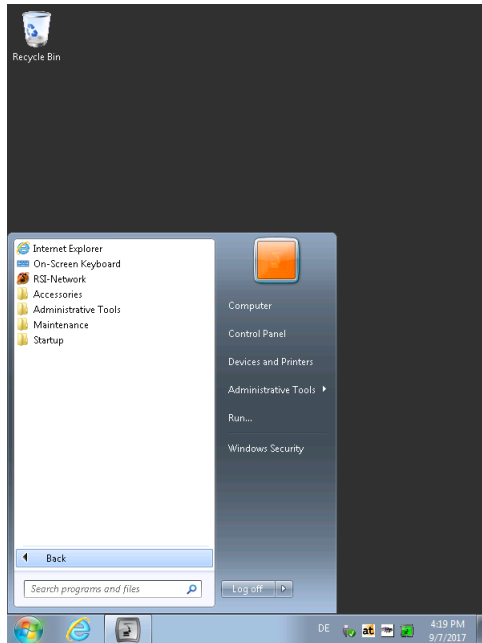 Recycle Bin
Internet Explorer
On-Screen Keyboard
RSI-Network
Accessories
Administrative Tools
Maintenance
Startup
Back
Search programs and files
Computer
Control Panel
Devices and Printers
Administrative Tools
Run...
Windows Security
Log off
DE
at
4:19 PM
9/7/2017